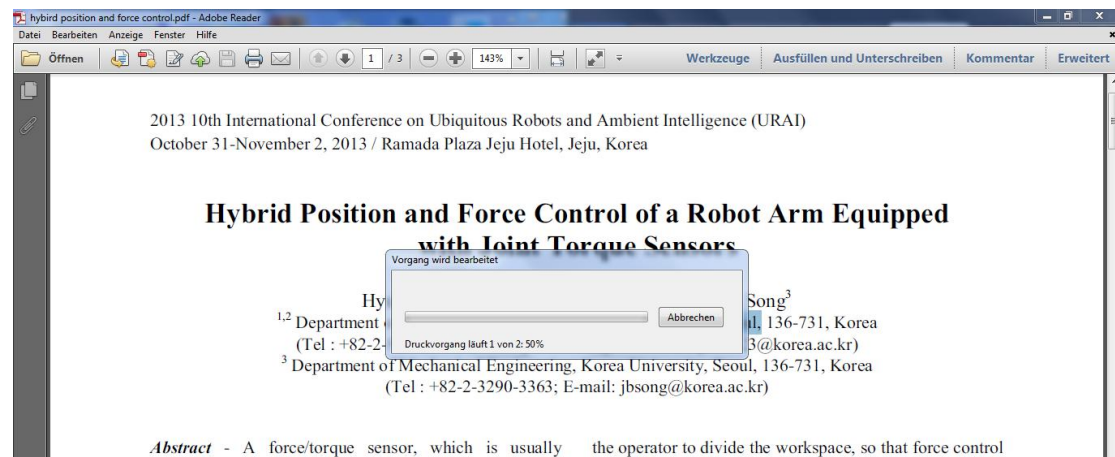 hybird position and force control.pdf - Adobe Reader
Datei Bearbeiten Anzeige Fenster Hilfe
Öffnen 1 / 3 143% Werkzeuge Ausfüllen und Unterschreiben Kommentar Erweitert
2013 10th International Conference on Ubiquitous Robots and Ambient Intelligence (URAI)
October 31-November 2, 2013 / Ramada Plaza Jeju Hotel, Jeju, Korea
Hybrid Position and Force Control of a Robot Arm Equipped
with Joint Torque Sensors
Vorgang wird bearbeitet
Abbrechen
Druckvorgang läuft 1 von 2: 50%
Hy Song3
1,2 Department 136-731, Korea
(Tel : +82-2- 3@korea.ac.kr)
3 Department of Mechanical Engineering, Korea University, Seoul, 136-731, Korea
(Tel : +82-2-3290-3363; E-mail: jbsong@korea.ac.kr)
Abstract - A force/torque sensor, which is usually
the operator to divide the workspace, so that force control